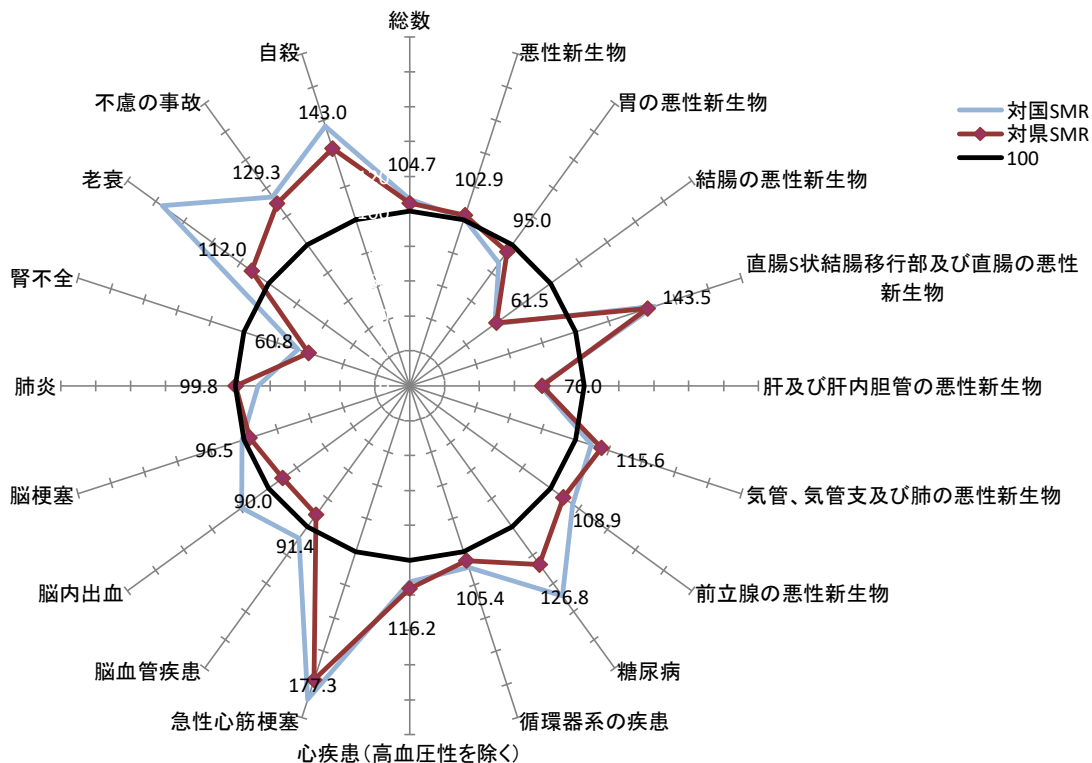 総数
自殺
悪性新生物
不慮の事故
143.0
胃の悪性新生物
対国SMR
対県SMR
100
104.7
102.9
129.3
老衰
結腸の悪性新生物
95.0
100
112.0
直腸S状結腸移行部及び直腸の悪性
新生物
腎不全
61.5
143.5
60.8
肺炎
99.8
70.0
肝及び肝内胆管の悪性新生物
96.5
115.6
脳梗塞
気管、気管支及び肺の悪性新生物
90.0
108.9
脳内出血
91.4
前立腺の悪性新生物
126.8
105.4
116.2
脳血管疾患
糖尿病
177.3
急性心筋梗塞
循環器系の疾患
心疾患(高血圧性を除く)